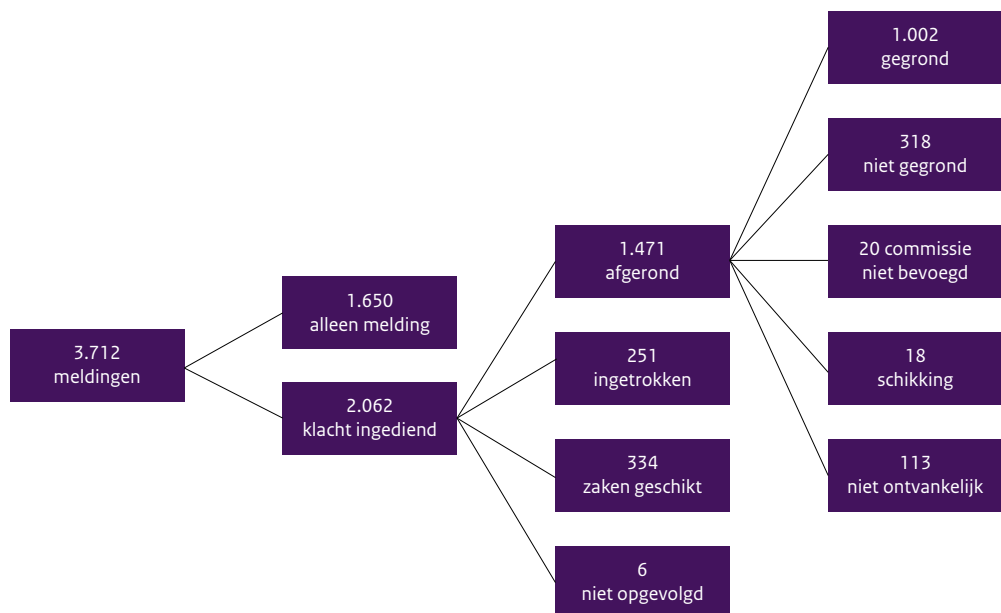 3.712
meldingen
1.650
alleen melding
2.062
klacht ingediend
1.471
afgerond
251
ingetrokken
334
zaken geschikt
6
niet opgevolgd
1.002
gegrond
318
niet gegrond
20 commissie
niet bevoegd
18
schikking
113
niet ontvankelijk